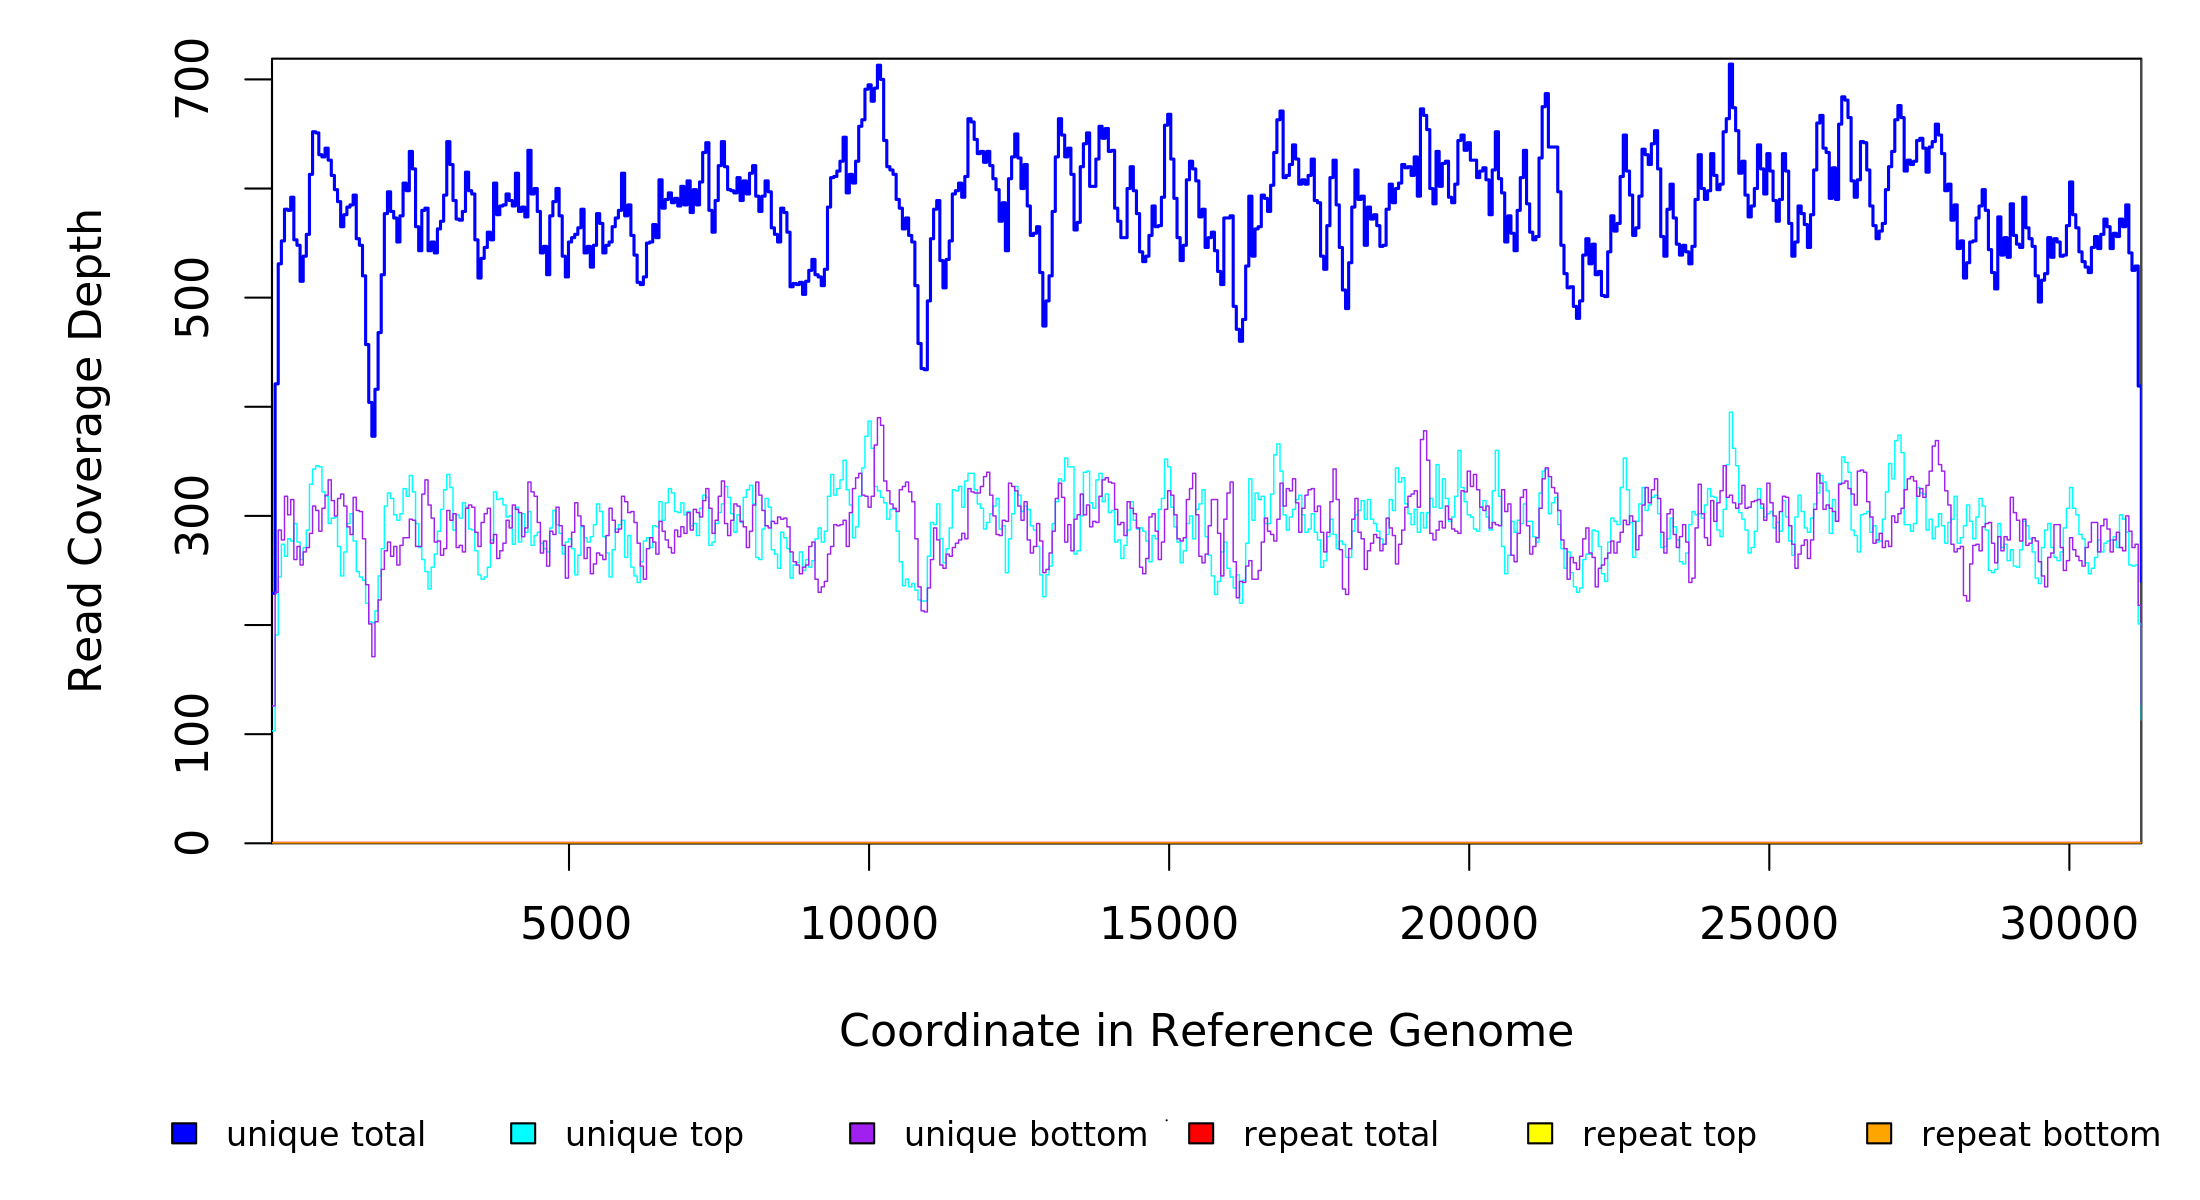 Read Coverage Depth
700
500
300
100
0
5000 10000 15000 20000 25000 30000
Coordinate in Reference Genome
unique total unique top unique bottom repeat total repeat top repeat bottom